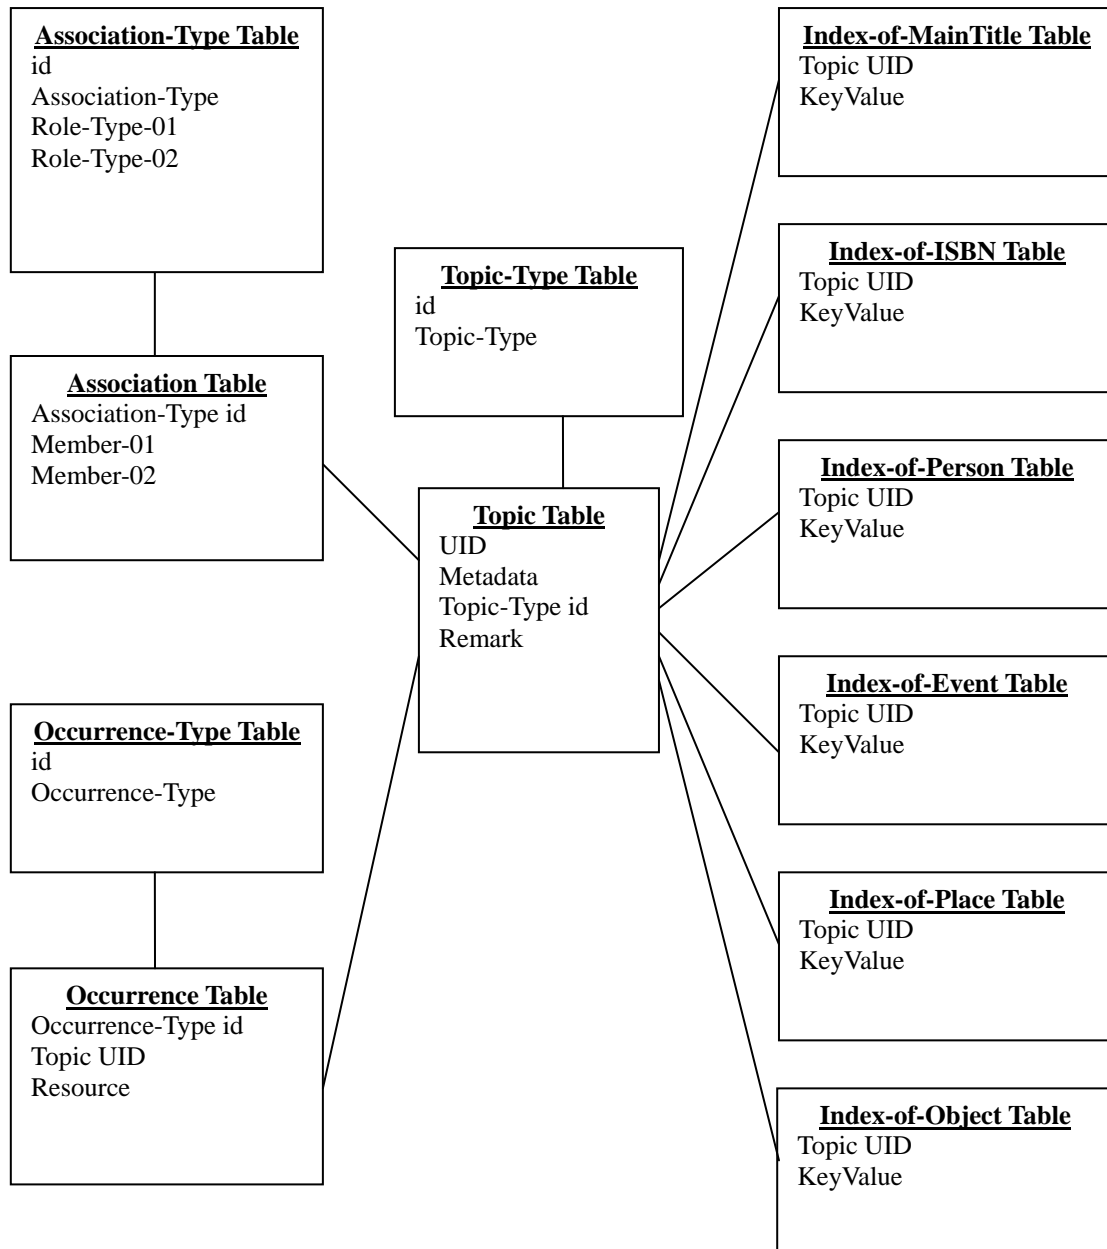 Association-Type Table
id
Association-Type
Role-Type-01
Role-Type-02
Association Table
Association-Type id
Member-01
Member-02
Occurrence-Type Table
id
Occurrence-Type
Occurrence Table
Occurrence-Type id
Topic UID
Resource
Topic-Type Table
id
Topic-Type
Topic Table
UID
Metadata
Topic-Type id
Remark
Index-of-MainTitle Table
Topic UID
KeyValue
Index-of-ISBN Table
Topic UID
KeyValue
Index-of-Person Table
Topic UID
KeyValue
Index-of-Event Table
Topic UID
KeyValue
Index-of-Place Table
Topic UID
KeyValue
Index-of-Object Table
Topic UID
KeyValue